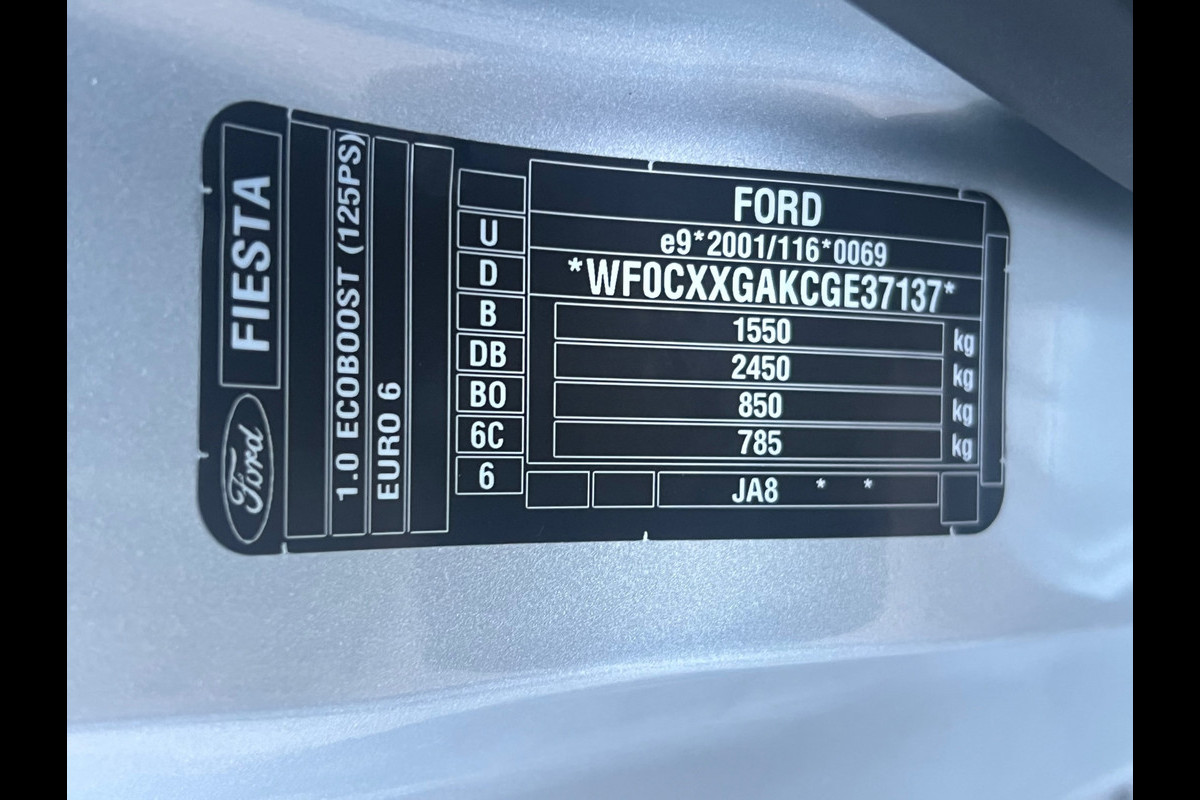 FIESTA
Ford
1.0 ECOBOOST (125PS)
EURO 6
U
D
B
DB
BO
6C
6
FORD
e9*2001/116*0069
*WF0CXXGAKCGE37137*
1550 kg
2450 kg
850 kg
785 kg
JA8 * *